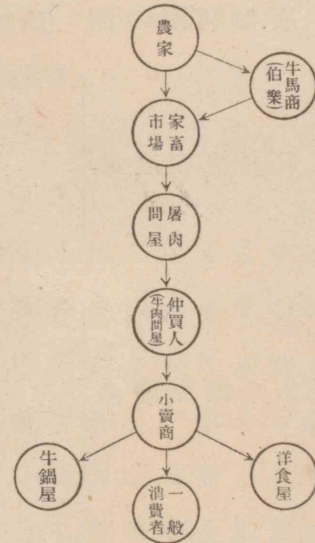 農家
牛馬商
(伯樂)
家畜
市場
屠肉
問屋
仲買人
(牛肉問屋)
小賣商
洋食屋
一般
消費者
牛鍋屋